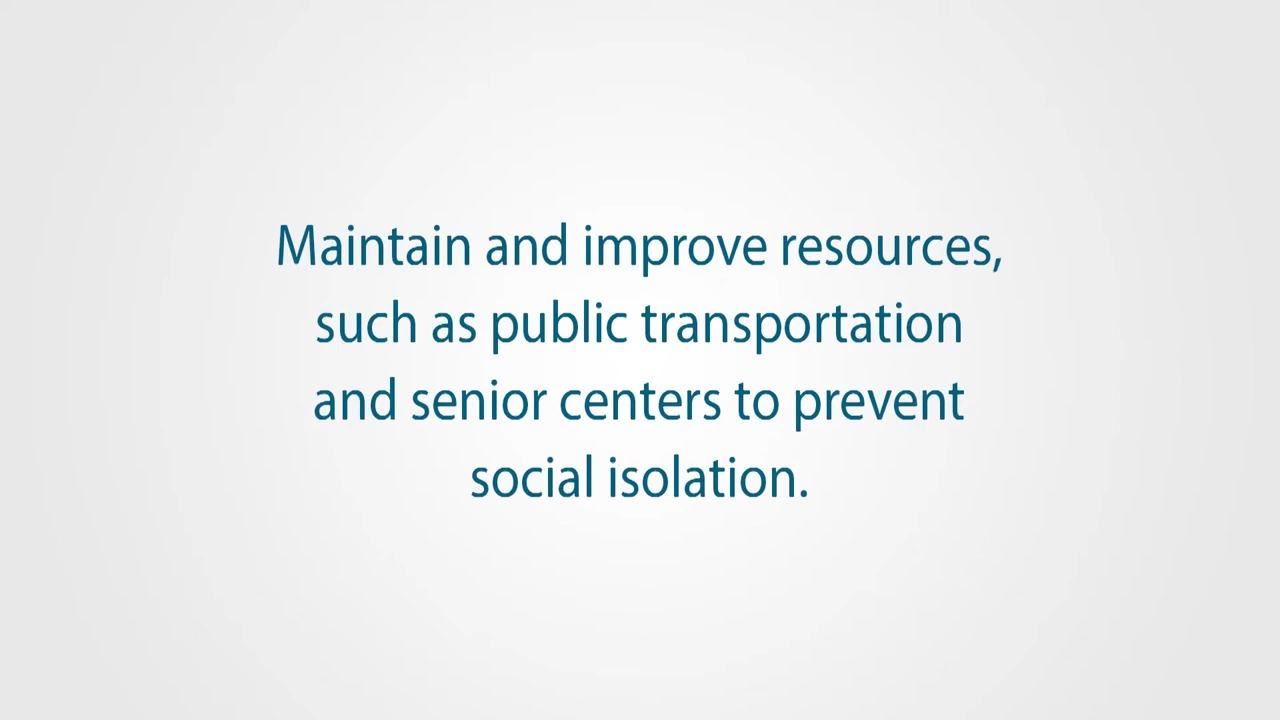 Maintain and improve resources,
such as public transportation
and senior centers to prevent
social isolation.